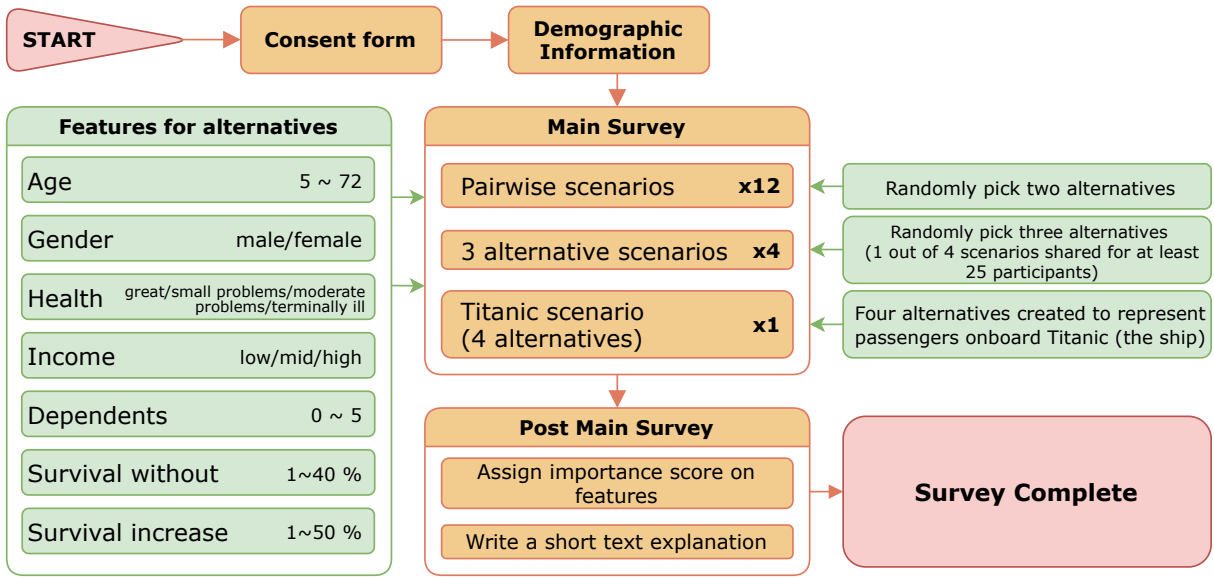 START
Consent form
Demographic
Information
Features for alternatives
Age 5 ~ 72
Gender male/female
Health great/small problems/moderate
problems/terminally ill
Income low/mid/high
Dependents 0 ~ 5
Survival without 1~40 %
Survival increase 1~50 %
Main Survey
Pairwise scenarios x12
3 alternative scenarios x4
Titanic scenario
(4 alternatives) x1
Randomly pick two alternatives
Randomly pick three alternatives
(1 out of 4 scenarios shared for at least
25 participants)
Four alternatives created to represent
passengers onboard Titanic (the ship)
Post Main Survey
Assign importance score on
features
Write a short text explanation
Survey Complete